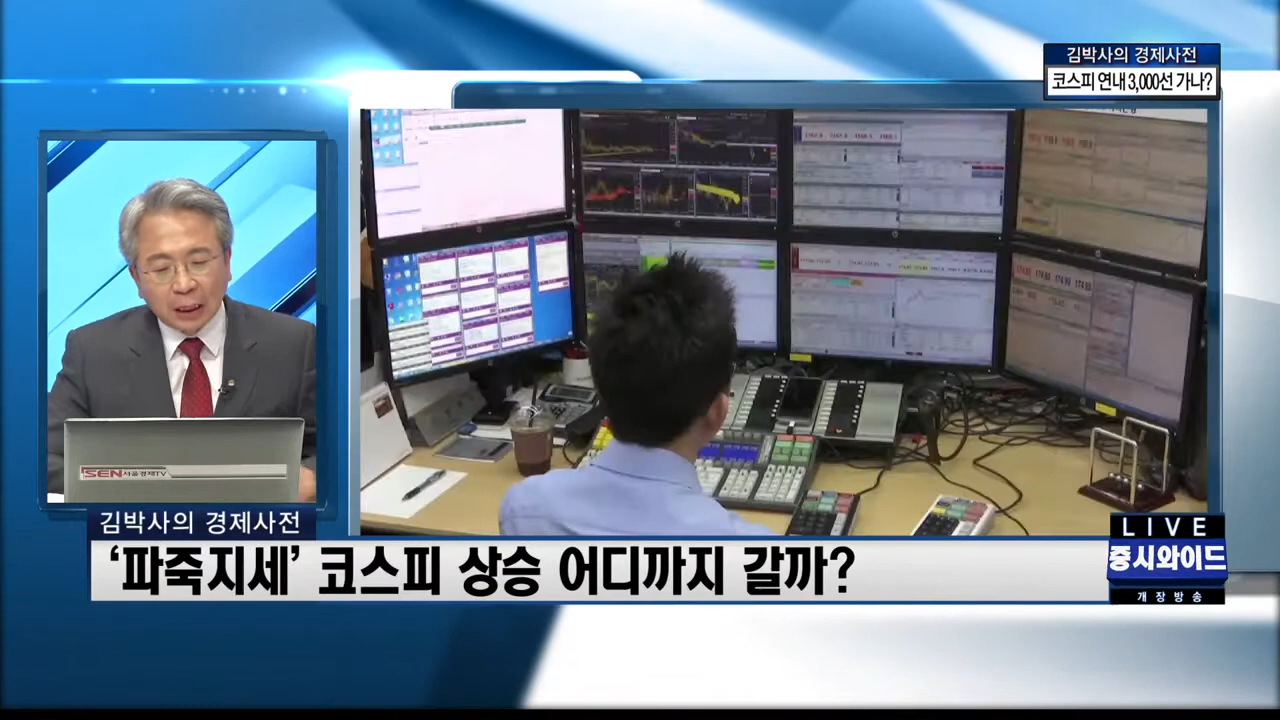 김박사의 경제사전
코스피 연내 3,000선 가나?
SEN 서울경제TV
김박사의 경제사전
‘파죽지세’ 코스피 상승 어디까지 갈까?
LIVE
증시와이드
개장방송